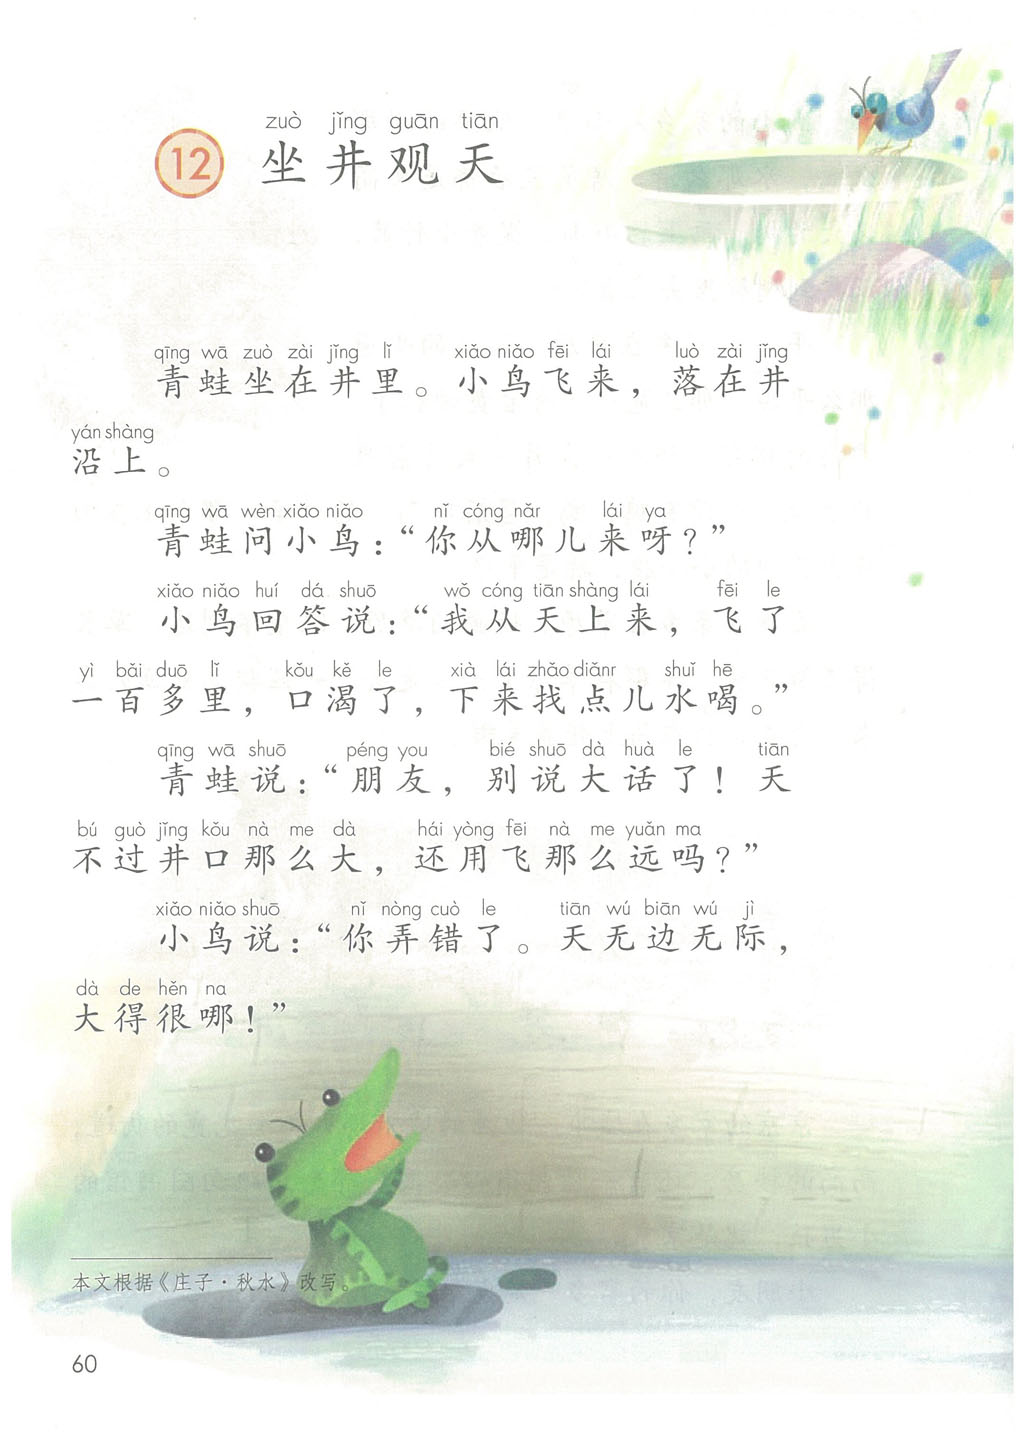 zuò jǐng guān tiān
12 坐井观天
qīng wā zuò zài jǐng lǐ xiǎo niǎo fēi lái luò zài jǐng
青蛙坐在井里。小鸟飞来，落在井
yán shàng
沿上。
qīng wā wèn xiǎo niǎo nǐ cóng nǎr lái ya
青蛙问小鸟：“你从哪儿来呀？”
xiǎo niǎo huí dá shuō wǒ cóng tiān shàng lái fēi le
小鸟回答说：“我从天上来，飞了
yì bǎi duō lǐ kǒu kě le xià lái zhǎo diǎnr shuǐ hē
一百多里，口渴了，下来找点儿水喝。”
qīng wā shuō péng you bié shuō dà huà le tiān
青蛙说：“朋友，别说大话了！天
bú guò jǐng kǒu nà me dà hái yòng fēi nà me yuǎn ma
不过井口那么大，还用飞那么远吗？”
xiǎo niǎo shuō nǐ nòng cuò le tiān wú biān wú jì
小鸟说：“你弄错了。天无边无际，
dà de hěn na
大得很哪！”
本文根据《庄子·秋水》改写。
60